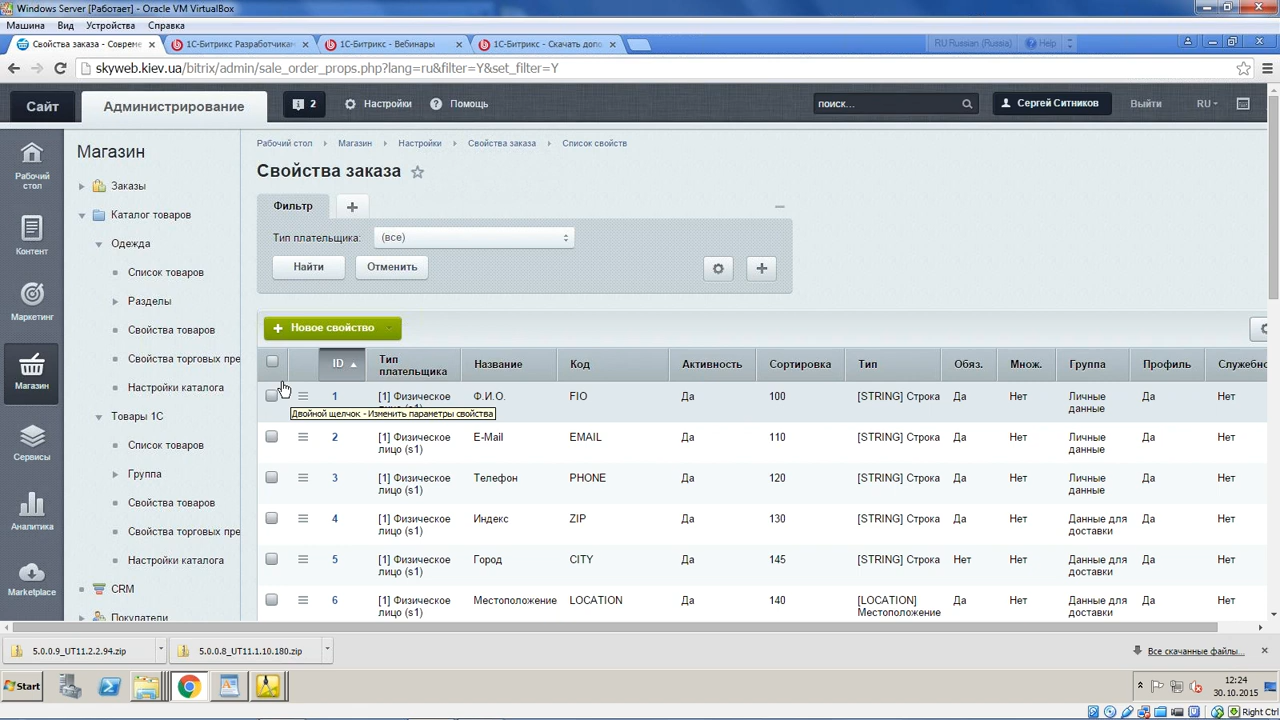 Windows Server [Работает] - Oracle VM VirtualBox
Машина Вид Устройства Справка
Свойства заказа - Совреме
1С-Битрикс Разработчикам
1С-Битрикс - Вебинары
1С-Битрикс - Скачать допо
RU Russian (Russia) Help
skyweb.kiev.ua/bitrix/admin/sale_order_props.php?lang=ru&filter=Y&set_filter=Y
Сайт Администрирование 2 Настройки Помощь поиск... Сергей Ситников Выйти RU
Рабочий стол
Контент
Маркетинг
Магазин
Сервисы
Аналитика
Marketplace
Магазин
Заказы
Каталог товаров
Одежда
Список товаров
Разделы
Свойства товаров
Свойства торговых пре
Настройки каталога
Товары 1С
Список товаров
Группа
Свойства товаров
Свойства торговых пре
Настройки каталога
CRM
Покупатели
Рабочий стол Магазин Настройки Свойства заказа Список свойств
Свойства заказа
Фильтр
Тип плательщика: (все)
Найти Отменить
Новое свойство
ID Тип плательщика Название Код Активность Сортировка Тип Обяз. Множ. Группа Профиль Служебно
1 [1] Физическое лицо (s1) Ф.И.О. FIO Да 100 [STRING] Строка Да Нет Личные данные Да Нет
Двойной щелчок - Изменить параметры свойства
2 [1] Физическое лицо (s1) E-Mail EMAIL Да 110 [STRING] Строка Да Нет Личные данные Да Нет
3 [1] Физическое лицо (s1) Телефон PHONE Да 120 [STRING] Строка Да Нет Личные данные Да Нет
4 [1] Физическое лицо (s1) Индекс ZIP Да 130 [STRING] Строка Да Нет Данные для доставки Да Нет
5 [1] Физическое лицо (s1) Город CITY Да 145 [STRING] Строка Нет Нет Данные для доставки Да Нет
6 [1] Физическое лицо (s1) Местоположение LOCATION Да 140 [LOCATION] Местоположение Да Нет Данные для доставки Да Нет
5.0.0.9_UT11.2.2.94.zip 5.0.0.8_UT11.1.10.180.zip Все скачанные файлы...
Start
12:24
30.10.2015
Right Ctrl